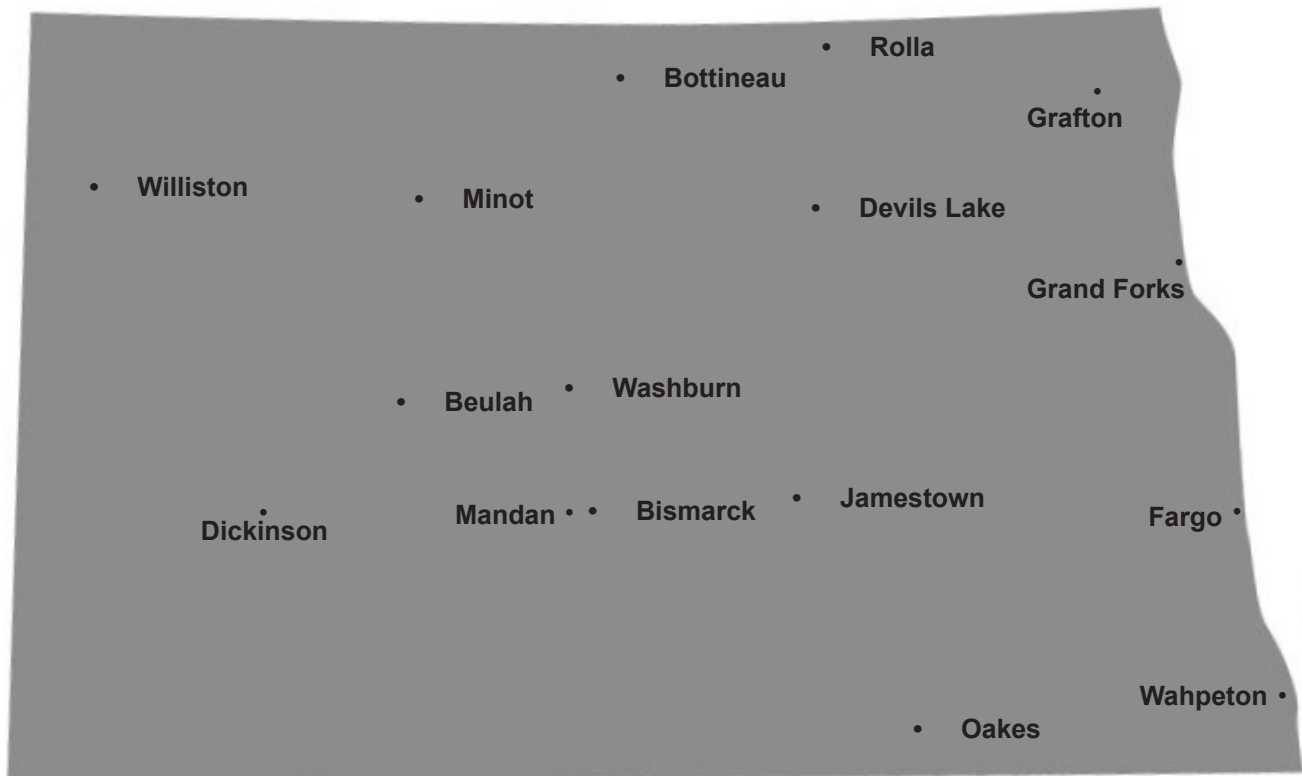 Rolla
Bottineau
Grafton
Williston
Minot
Devils Lake
Grand Forks
Washburn
Beulah
Jamestown
Mandan
Bismarck
Fargo
Dickinson
Wahpeton
Oakes